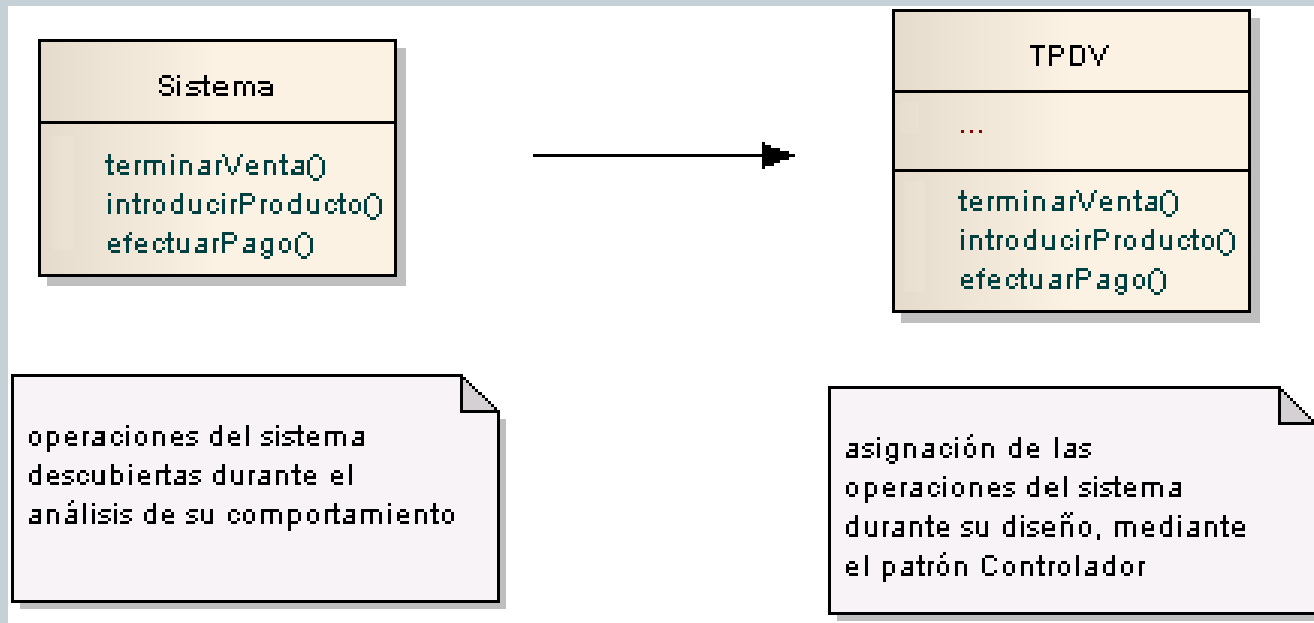 Sistema
terminarVenta()
introducirProducto()
efectuarPago()
TPDV
...
terminarVenta()
introducirProducto()
efectuarPago()
operaciones del sistema
descubiertas durante el
análisis de su comportamiento
asignación de las
operaciones del sistema
durante su diseño, mediante
el patrón Controlador